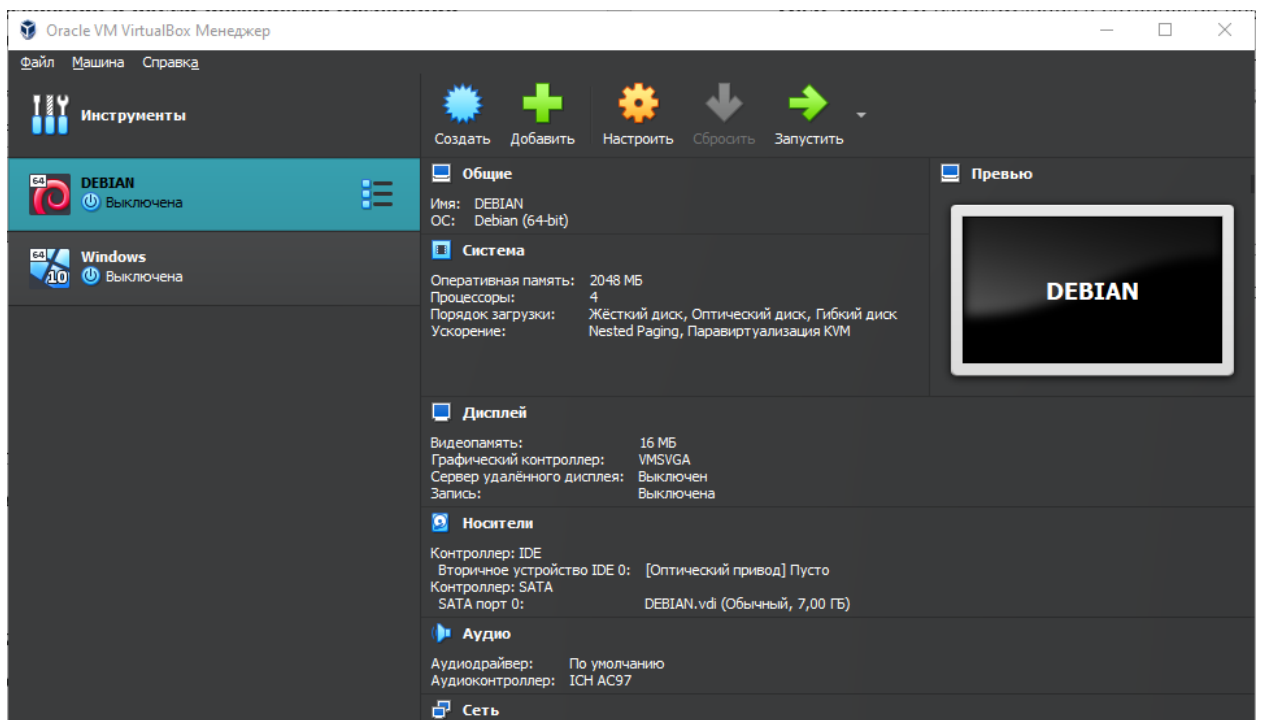 Oracle VM VirtualBox Менеджер
Файл Машина Справка
Инструменты
Создать Добавить Настроить Сбросить Запустить
64
DEBIAN
Выключена
64
10
Windows
Выключена
Общие
Имя: DEBIAN
ОС: Debian (64-bit)
Превью
DEBIAN
Система
Оперативная память: 2048 МБ
Процессоры: 4
Порядок загрузки: Жёсткий диск, Оптический диск, Гибкий диск
Ускорение: Nested Paging, Паравиртуализация KVM
Дисплей
Видеопамять: 16 МБ
Графический контроллер: VMSVGA
Сервер удалённого дисплея: Выключен
Запись: Выключена
Носители
Контроллер: IDE
Вторичное устройство IDE 0: [Оптический привод] Пусто
Контроллер: SATA
SATA порт 0: DEBIAN.vdi (Обычный, 7,00 ГБ)
Аудио
Аудиодрайвер: По умолчанию
Аудиоконтроллер: ICH AC97
Сеть